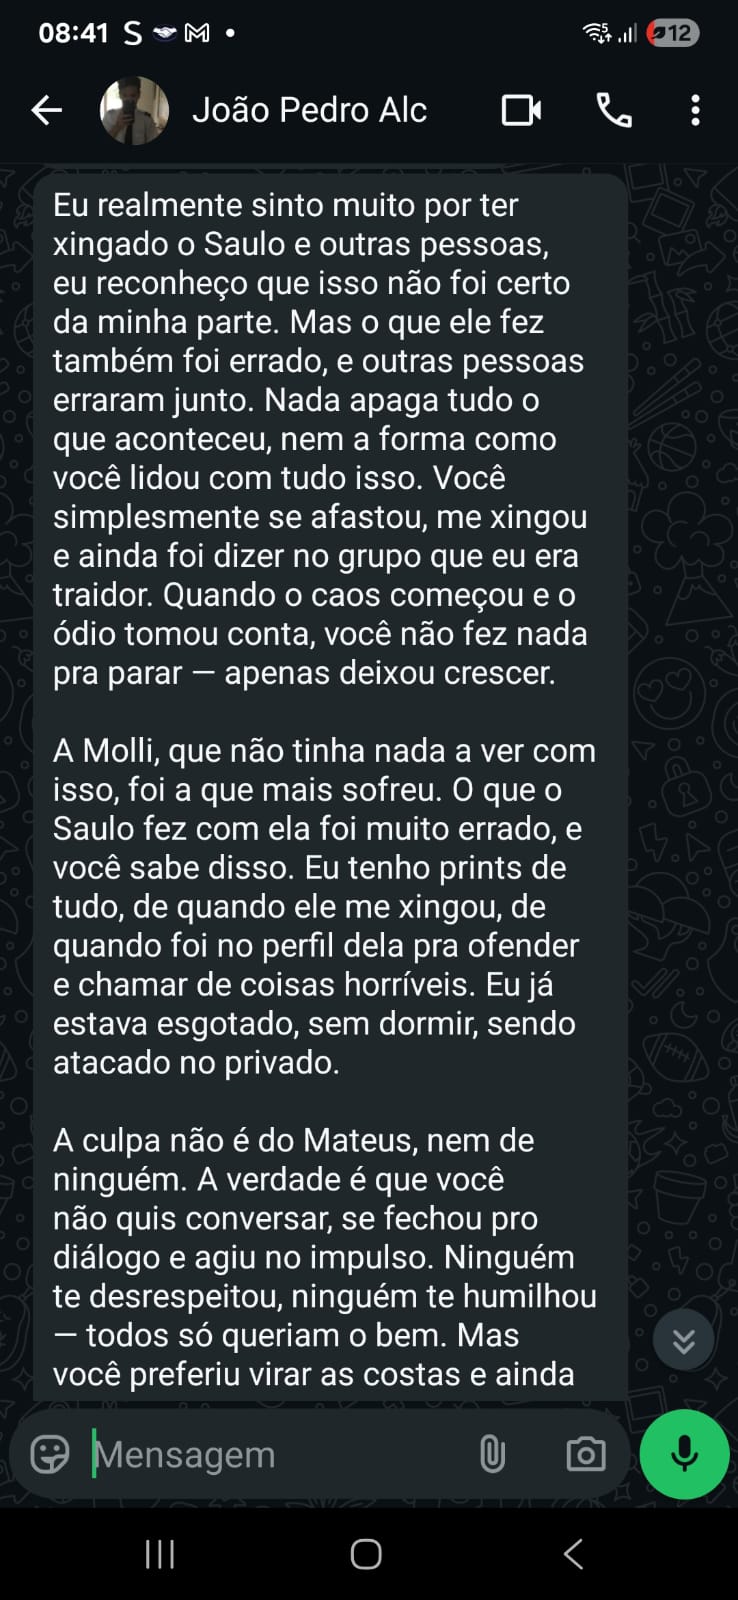 08:41 S M •
5 12
João Pedro Alc
Eu realmente sinto muito por ter
xingado o Saulo e outras pessoas,
eu reconheço que isso não foi certo
da minha parte. Mas o que ele fez
também foi errado, e outras pessoas
erraram junto. Nada apaga tudo o
que aconteceu, nem a forma como
você lidou com tudo isso. Você
simplesmente se afastou, me xingou
e ainda foi dizer no grupo que eu era
traidor. Quando o caos começou e o
ódio tomou conta, você não fez nada
pra parar — apenas deixou crescer.
A Molli, que não tinha nada a ver com
isso, foi a que mais sofreu. O que o
Saulo fez com ela foi muito errado, e
você sabe disso. Eu tenho prints de
tudo, de quando ele me xingou, de
quando foi no perfil dela pra ofender
e chamar de coisas horríveis. Eu já
estava esgotado, sem dormir, sendo
atacado no privado.
A culpa não é do Mateus, nem de
ninguém. A verdade é que você
não quis conversar, se fechou pro
diálogo e agiu no impulso. Ninguém
te desrespeitou, ninguém te humilhou
— todos só queriam o bem. Mas
você preferiu virar as costas e ainda
Mensagem